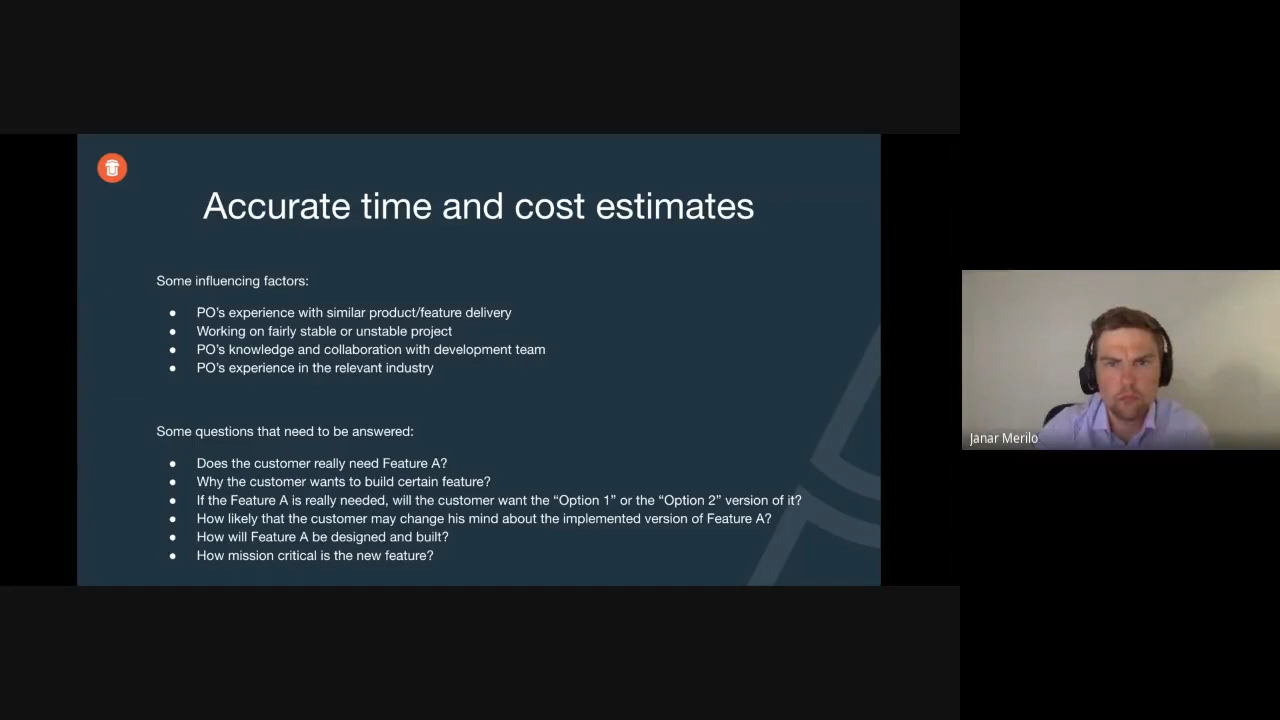 Accurate time and cost estimates
Some influencing factors:
● PO's experience with similar product/feature delivery
● Working on fairly stable or unstable project
● PO's knowledge and collaboration with development team
● PO's experience in the relevant industry
Some questions that need to be answered:
● Does the customer really need Feature A?
● Why the customer wants to build certain feature?
● If the Feature A is really needed, will the customer want the “Option 1” or the “Option 2” version of it?
● How likely that the customer may change his mind about the implemented version of Feature A?
● How will Feature A be designed and built?
● How mission critical is the new feature?
Janar Merilo